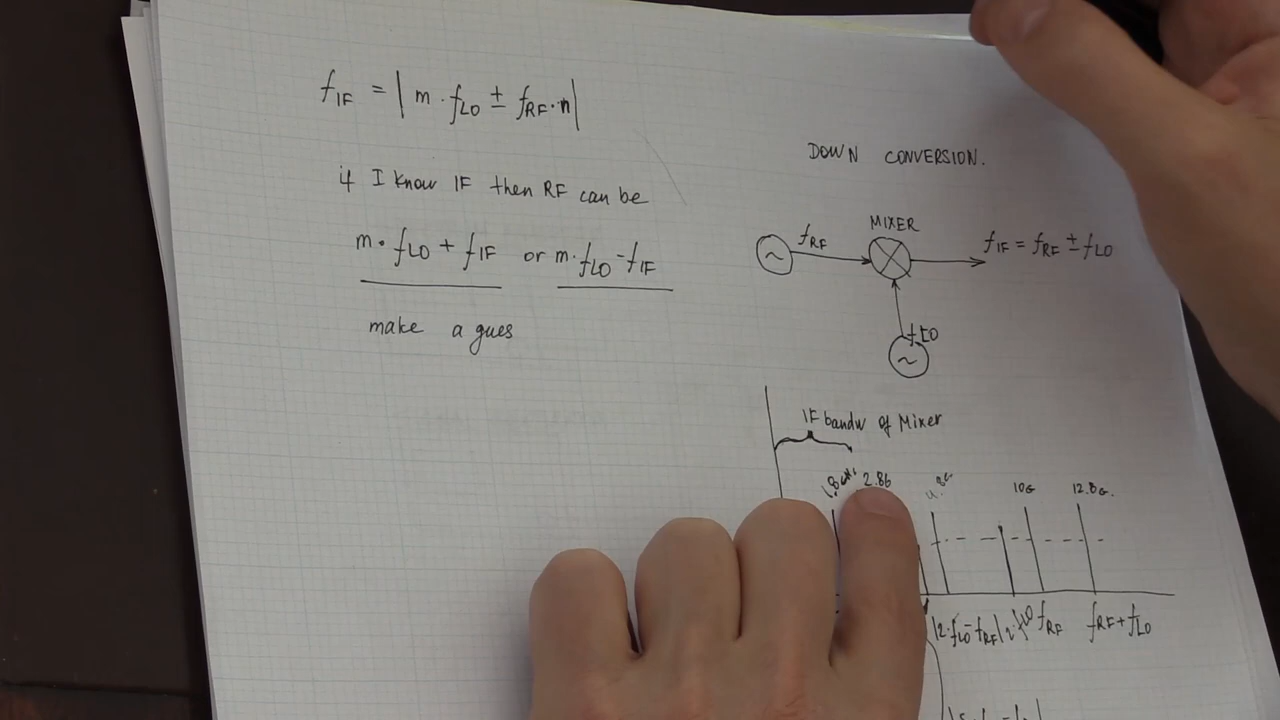 f_IF = | m · f_LO ± f_RF · n |
if I know IF then RF can be
m · f_LO + f_IF or m · f_LO - f_IF
make a gues
DOWN CONVERSION.
MIXER
f_RF
f_IF = f_RF ± f_LO
f_LO
IF bandw of Mixer
2.8G
10G
12.8G.
|2·f_LO - f_RF|
f_RF
f_RF + f_LO